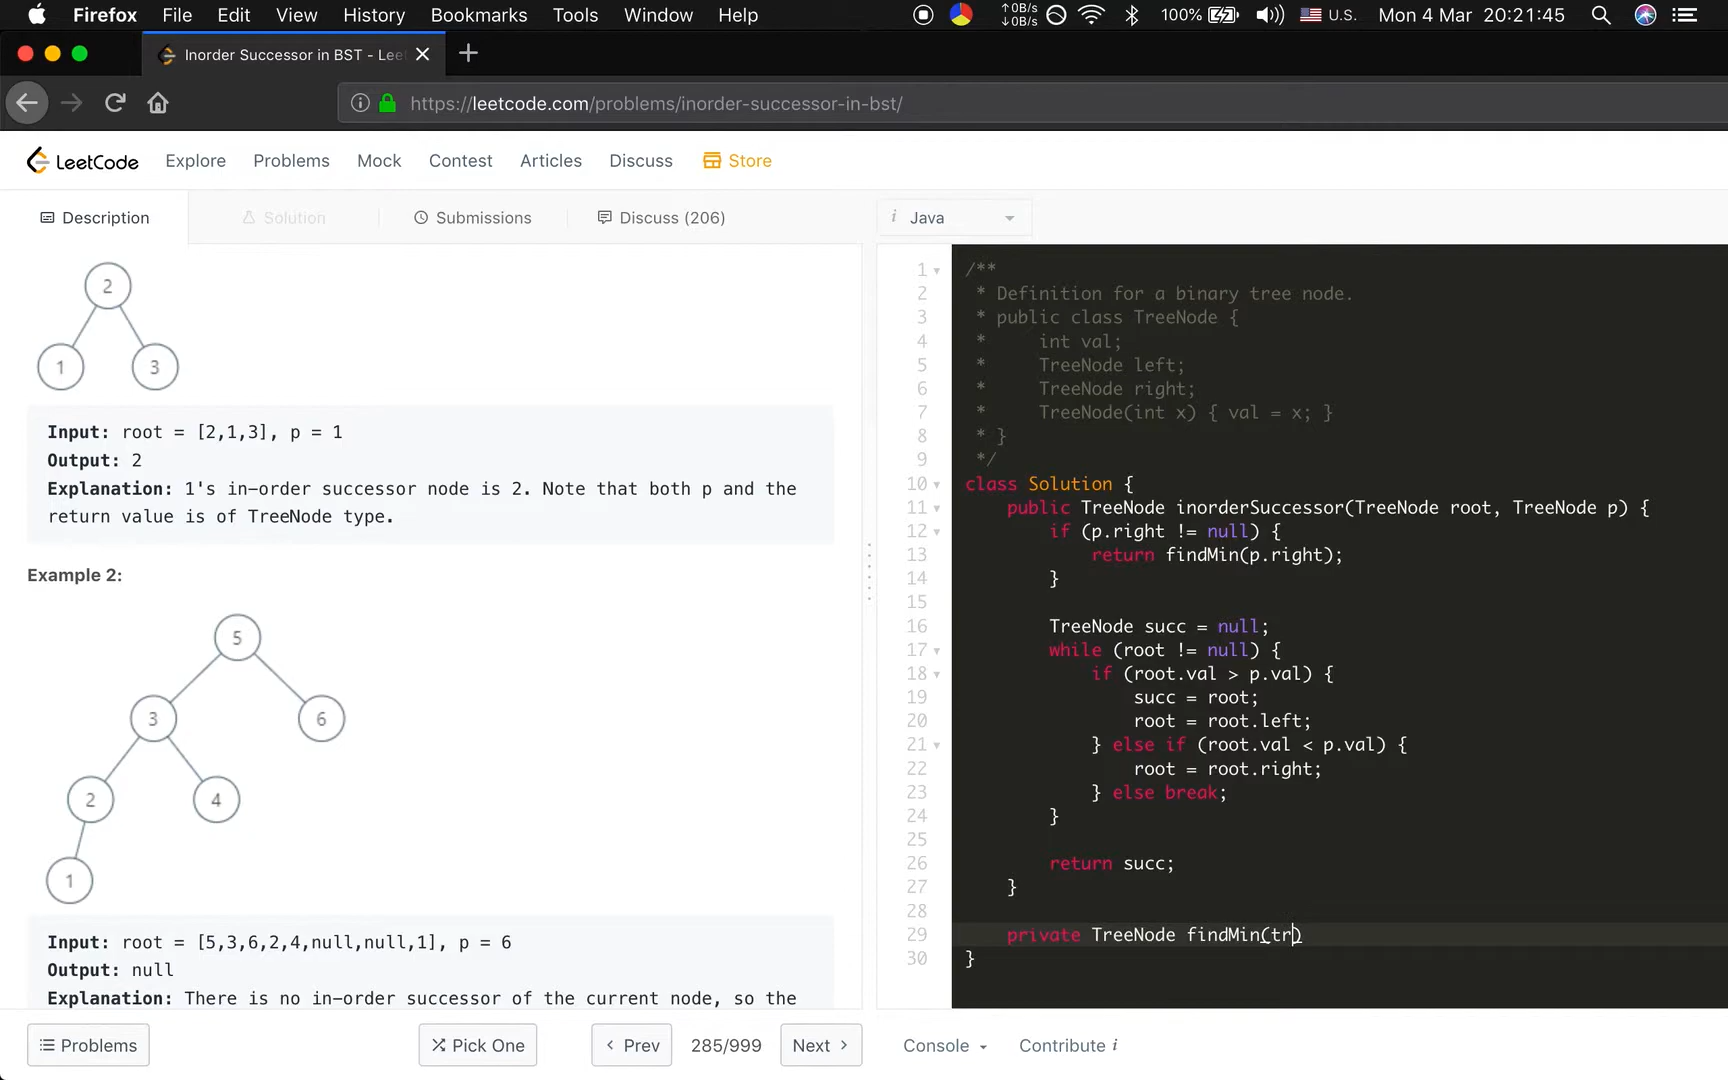 Firefox File Edit View History Bookmarks Tools Window Help ↑0B/s ↓0B/s 100% U.S. Mon 4 Mar 20:21:45
Inorder Successor in BST - Lee
https://leetcode.com/problems/inorder-successor-in-bst/
LeetCode Explore Problems Mock Contest Articles Discuss Store
Description Solution Submissions Discuss (206)
2
1 3
Input: root = [2,1,3], p = 1
Output: 2
Explanation: 1's in-order successor node is 2. Note that both p and the
return value is of TreeNode type.
Example 2:
5
3 6
2 4
1
Input: root = [5,3,6,2,4,null,null,1], p = 6
Output: null
Explanation: There is no in-order successor of the current node, so the
Problems Pick One Prev 285/999 Next
i Java
1 /**
2 * Definition for a binary tree node.
3 * public class TreeNode {
4 * int val;
5 * TreeNode left;
6 * TreeNode right;
7 * TreeNode(int x) { val = x; }
8 * }
9 */
10 class Solution {
11 public TreeNode inorderSuccessor(TreeNode root, TreeNode p) {
12 if (p.right != null) {
13 return findMin(p.right);
14 }
15
16 TreeNode succ = null;
17 while (root != null) {
18 if (root.val > p.val) {
19 succ = root;
20 root = root.left;
21 } else if (root.val < p.val) {
22 root = root.right;
23 } else break;
24 }
25
26 return succ;
27 }
28
29 private TreeNode findMin(tr)
30 }
Console Contribute i